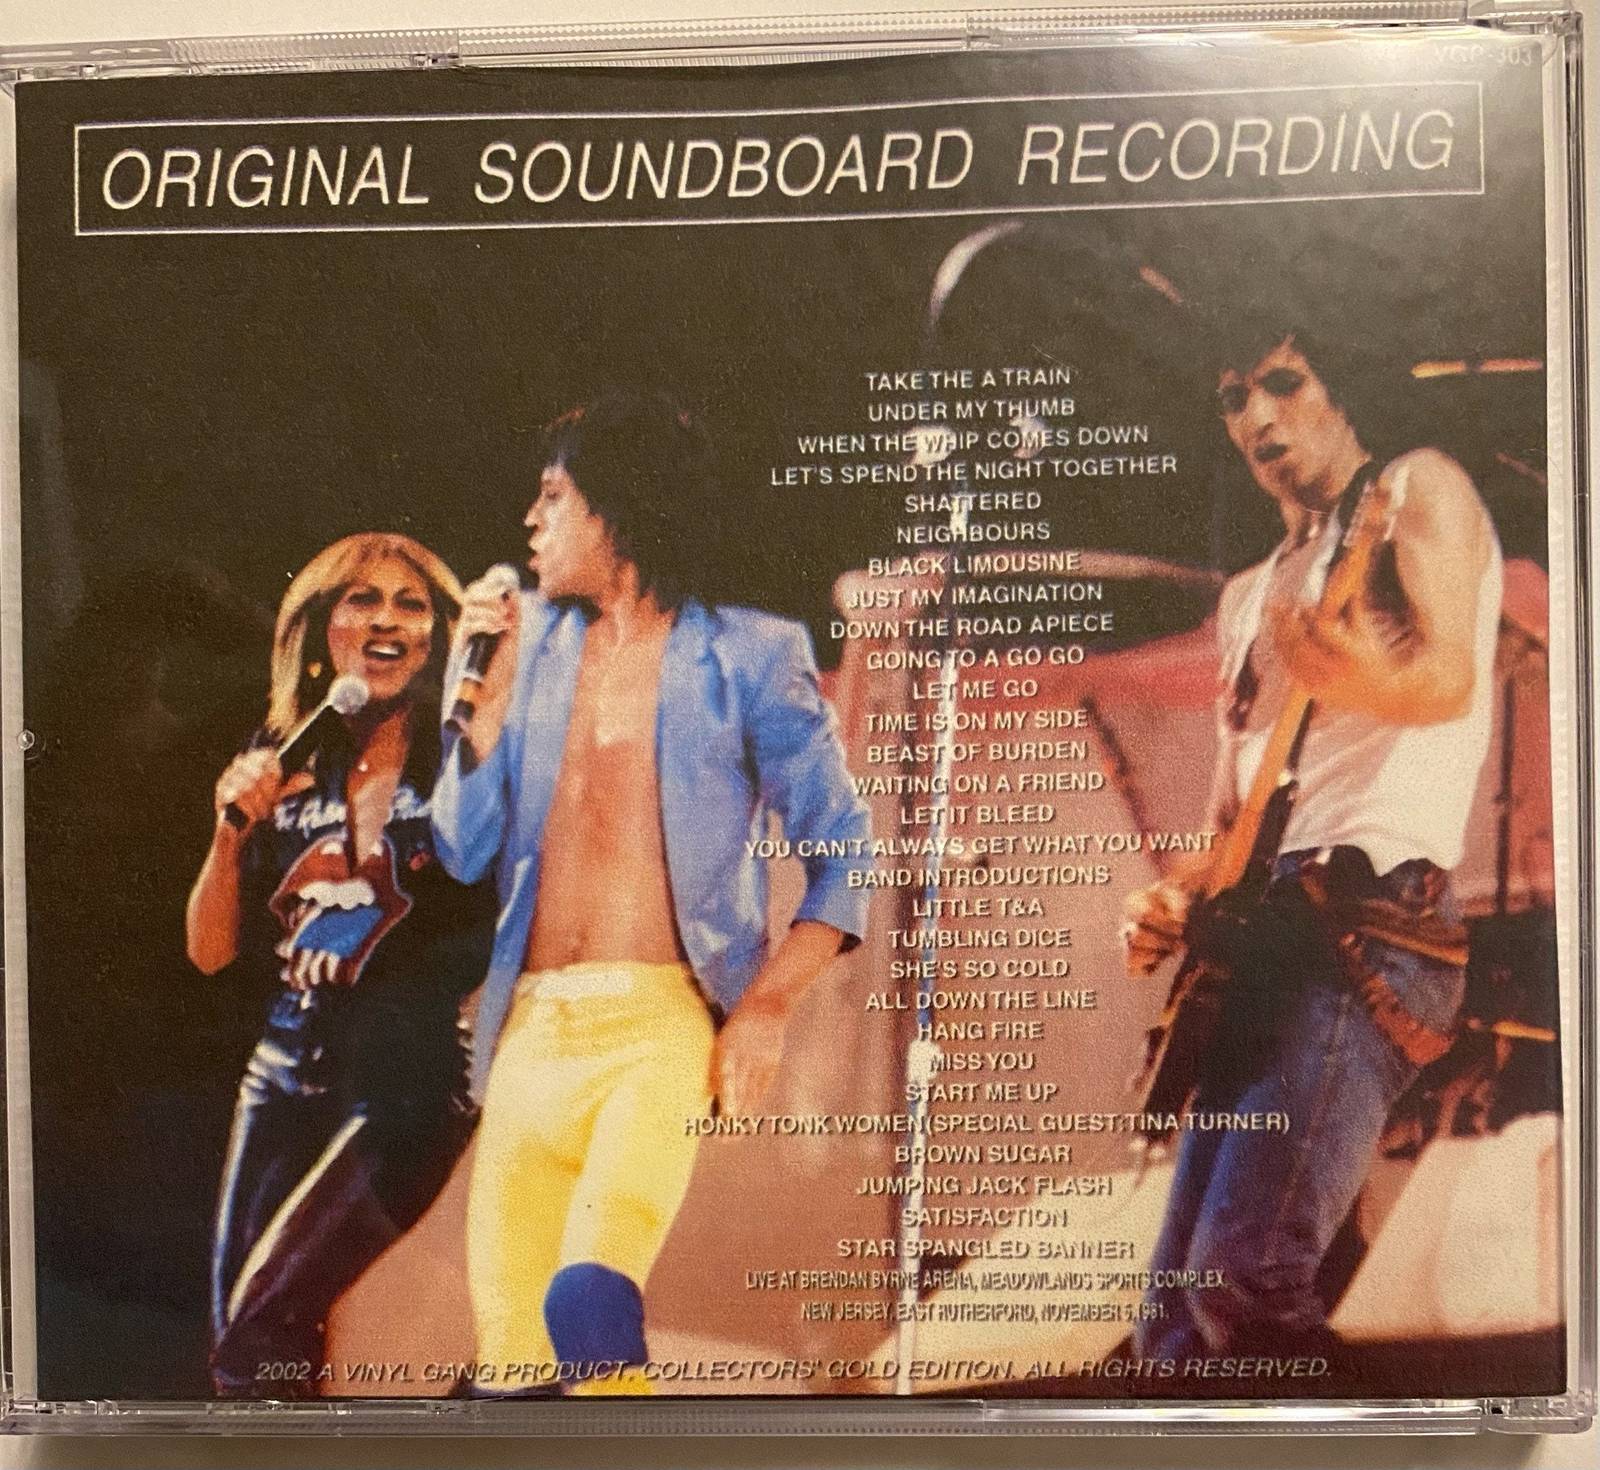 VGP-303
ORIGINAL SOUNDBOARD RECORDING
TAKE THE A TRAIN
UNDER MY THUMB
WHEN THE WHIP COMES DOWN
LET'S SPEND THE NIGHT TOGETHER
SHATTERED
NEIGHBOURS
BLACK LIMOUSINE
JUST MY IMAGINATION
DOWN THE ROAD APIECE
GOING TO A GO GO
LET ME GO
TIME IS ON MY SIDE
BEAST OF BURDEN
WAITING ON A FRIEND
LET IT BLEED
YOU CAN'T ALWAYS GET WHAT YOU WANT
BAND INTRODUCTIONS
LITTLE T&A
TUMBLING DICE
SHE'S SO COLD
ALL DOWN THE LINE
HANG FIRE
MISS YOU
START ME UP
HONKY TONK WOMEN(SPECIAL GUEST:TINA TURNER)
BROWN SUGAR
JUMPING JACK FLASH
SATISFACTION
STAR SPANGLED BANNER
LIVE AT BRENDAN BYRNE ARENA, MEADOWLANDS SPORTS COMPLEX,
NEW JERSEY, EAST RUTHERFORD, NOVEMBER 5, 1981.
2002 A VINYL GANG PRODUCT. COLLECTORS' GOLD EDITION. ALL RIGHTS RESERVED.